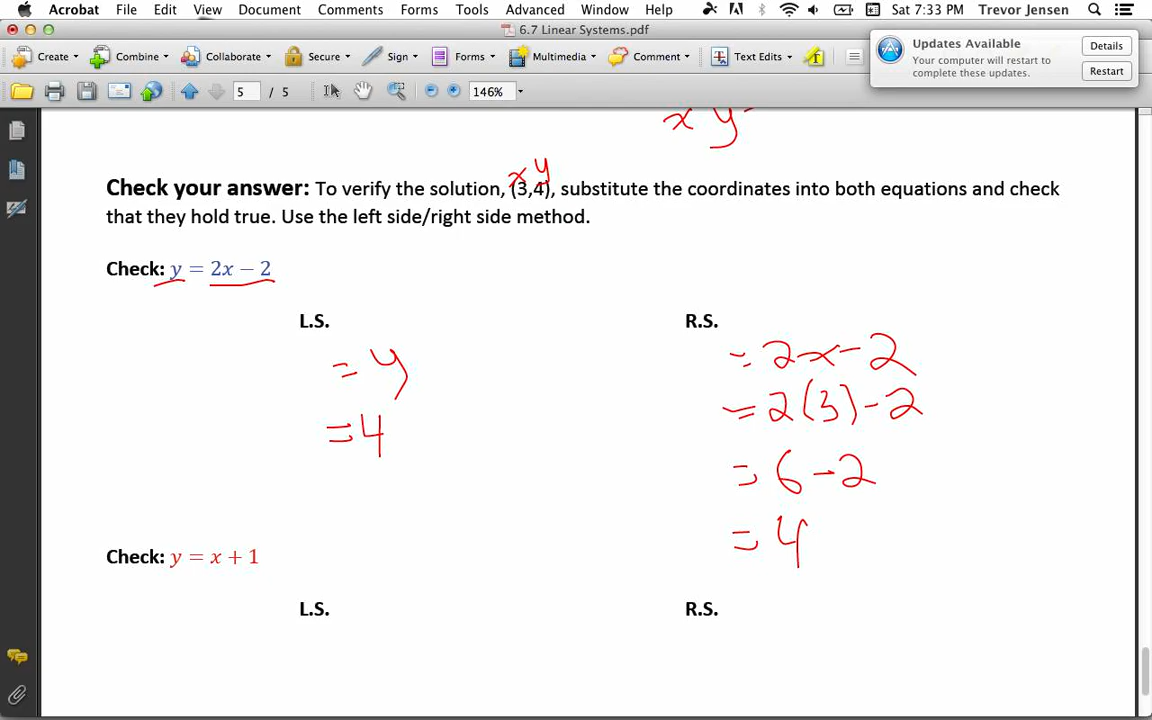 Acrobat File Edit View Document Comments Forms Tools Advanced Window Help Sat 7:33 PM Trevor Jensen
6.7 Linear Systems.pdf
Updates Available
Your computer will restart to complete these updates.
Details
Restart
Create Combine Collaborate Secure Sign Forms Multimedia Comment Text Edits
5 / 5 146%
x y
x y
Check your answer: To verify the solution, (3,4), substitute the coordinates into both equations and check
that they hold true. Use the left side/right side method.
Check: y = 2x − 2
L.S. R.S.
= y = 2x - 2
= 4 = 2(3) - 2
= 6 - 2
= 4
Check: y = x + 1
L.S. R.S.